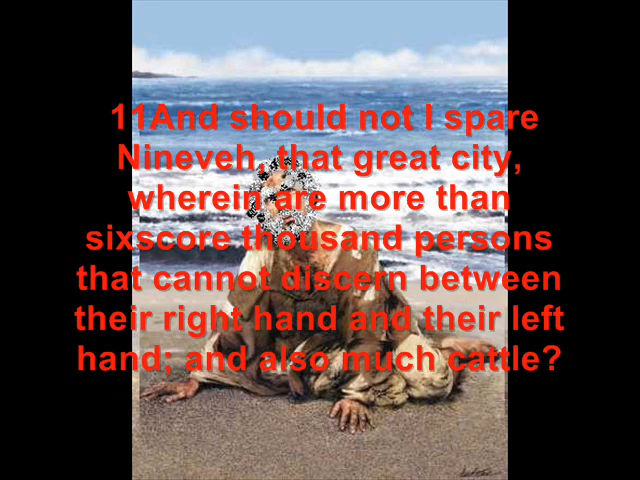 11And should not I spare
Nineveh, that great city,
wherein are more than
sixscore thousand persons
that cannot discern between
their right hand and their left
hand; and also much cattle?